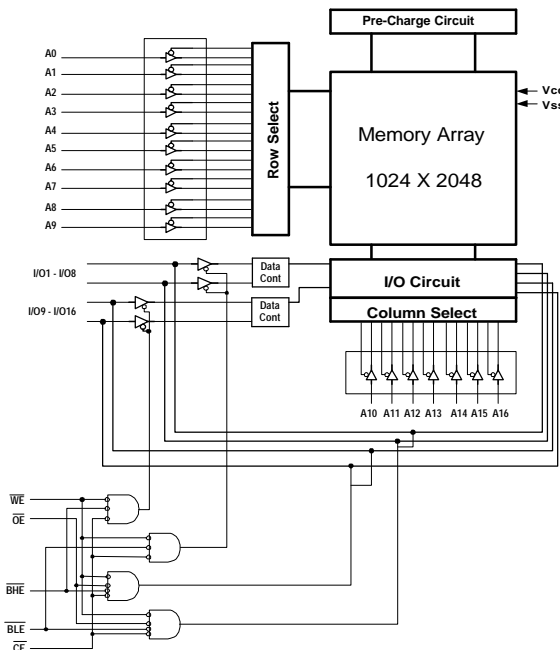 Pre-Charge Circuit
A0
A1
A2
A3
A4
A5
A6
A7
A8
A9
Row Select
Memory Array
1024 X 2048
Vcc
Vss
I/O1 - I/O8
I/O9 - I/O16
Data
Cont
Data
Cont
I/O Circuit
Column Select
A10
A11
A12
A13
A14
A15
A16
WE
OE
BHE
BLE
CE